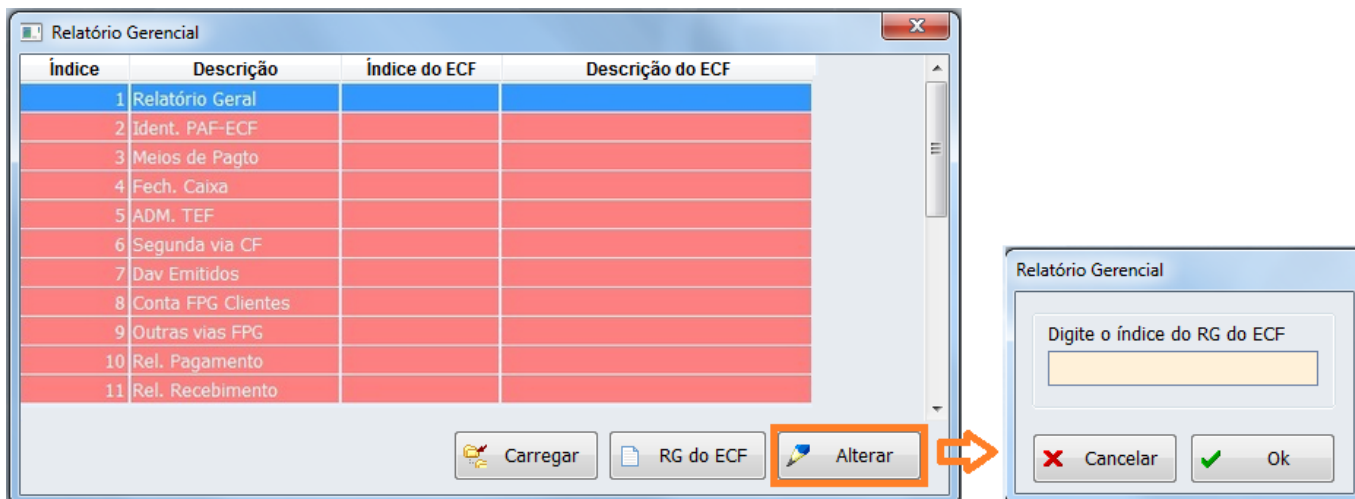 Relatório Gerencial
Índice Descrição Índice do ECF Descrição do ECF
1 Relatório Geral
2 Ident. PAF-ECF
3 Meios de Pagto
4 Fech. Caixa
5 ADM. TEF
6 Segunda via CF
7 Dav Emitidos
8 Conta FPG Clientes
9 Outras vias FPG
10 Rel. Pagamento
11 Rel. Recebimento
Carregar RG do ECF Alterar
Relatório Gerencial
Digite o índice do RG do ECF
Cancelar Ok